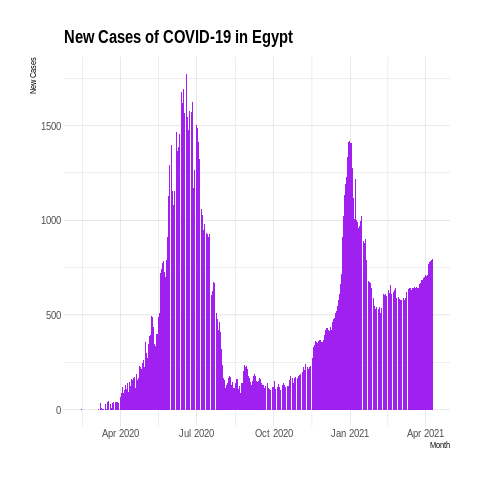 New Cases of COVID-19 in Egypt
New Cases
1500
1000
500
0
Apr 2020 Jul 2020 Oct 2020 Jan 2021 Apr 2021
Month